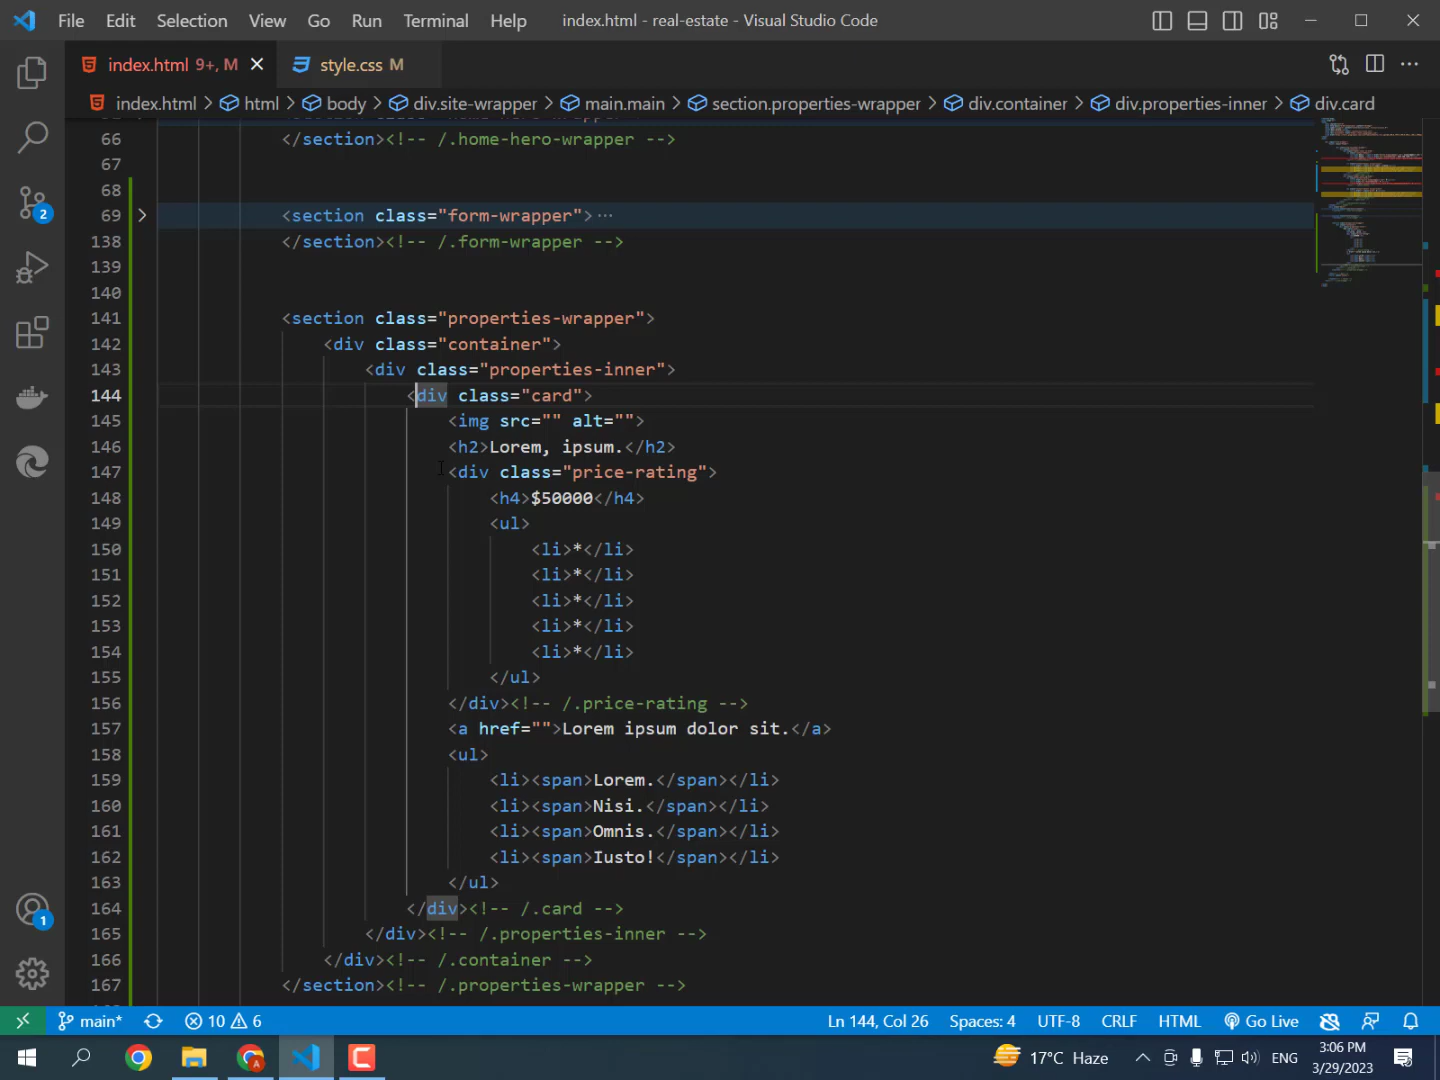 File Edit Selection View Go Run Terminal Help index.html - real-estate - Visual Studio Code
index.html 9+, M style.css M
index.html > html > body > div.site-wrapper > main.main > section.properties-wrapper > div.container > div.properties-inner > div.card
66 </section><!-- /.home-hero-wrapper -->
67
68
69 <section class="form-wrapper">···
138 </section><!-- /.form-wrapper -->
139
140
141 <section class="properties-wrapper">
142 <div class="container">
143 <div class="properties-inner">
144 <div class="card">
145 <img src="" alt="">
146 <h2>Lorem, ipsum.</h2>
147 <div class="price-rating">
148 <h4>$50000</h4>
149 <ul>
150 <li>*</li>
151 <li>*</li>
152 <li>*</li>
153 <li>*</li>
154 <li>*</li>
155 </ul>
156 </div><!-- /.price-rating -->
157 <a href="">Lorem ipsum dolor sit.</a>
158 <ul>
159 <li><span>Lorem.</span></li>
160 <li><span>Nisi.</span></li>
161 <li><span>Omnis.</span></li>
162 <li><span>Iusto!</span></li>
163 </ul>
164 </div><!-- /.card -->
165 </div><!-- /.properties-inner -->
166 </div><!-- /.container -->
167 </section><!-- /.properties-wrapper -->
2
1
main* 10 6 Ln 144, Col 26 Spaces: 4 UTF-8 CRLF HTML Go Live
17°C Haze ENG 3:06 PM
3/29/2023